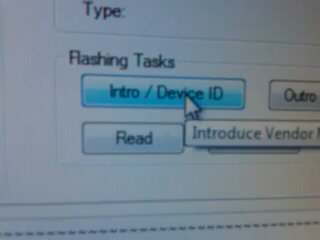 Type:
Flashing Tasks
Intro / Device ID
Outro
Read
Introduce Vendor